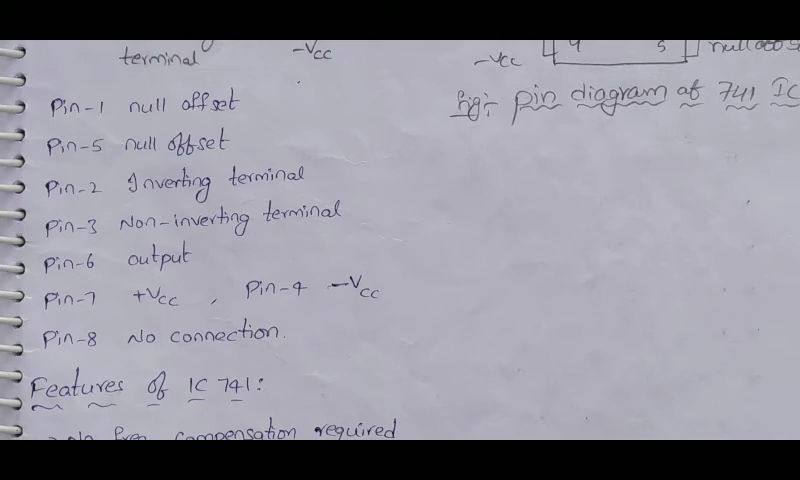 terminal -Vcc
-Vcc 4 5
Fig:- pin diagram of 741 IC
Pin-1 null offset
Pin-5 null offset
Pin-2 Inverting terminal
Pin-3 Non-inverting terminal
Pin-6 output
Pin-7 +Vcc , Pin-4 -Vcc
Pin-8 No connection.
Features of IC 741:
compensation required